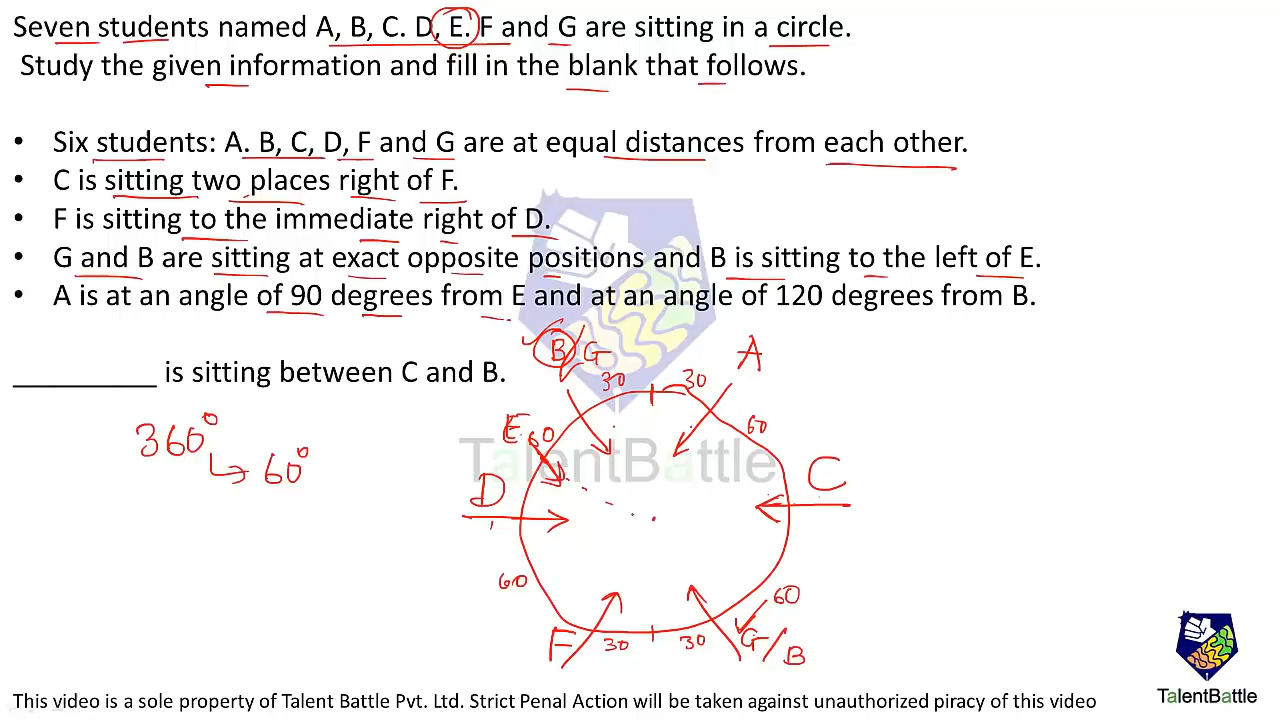 Seven students named A, B, C. D, E. F and G are sitting in a circle.
Study the given information and fill in the blank that follows.
• Six students: A. B, C, D, F and G are at equal distances from each other.
• C is sitting two places right of F.
• F is sitting to the immediate right of D.
• G and B are sitting at exact opposite positions and B is sitting to the left of E.
• A is at an angle of 90 degrees from E and at an angle of 120 degrees from B.
_________ is sitting between C and B.
B/G
A
30 30
360°
60°
E 60
60
TalentBattle
D
C
60
60
F
30 30
G/B
TalentBattle
This video is a sole property of Talent Battle Pvt. Ltd. Strict Penal Action will be taken against unauthorized piracy of this video